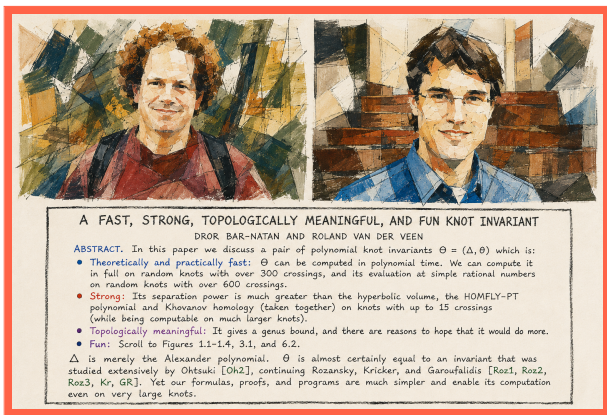 A FAST, STRONG, TOPOLOGICALLY MEANINGFUL, AND FUN KNOT INVARIANT
DROR BAR-NATAN AND ROLAND VAN DER VEEN
ABSTRACT. In this paper we discuss a pair of polynomial knot invariants Θ = (Δ, θ) which is:
• Theoretically and practically fast: Θ can be computed in polynomial time. We can compute it
in full on random knots with over 300 crossings, and its evaluation at simple rational numbers
on random knots with over 600 crossings.
• Strong: Its separation power is much greater than the hyperbolic volume, the HOMFLY-PT
polynomial and Khovanov homology (taken together) on knots with up to 15 crossings
(while being computable on much larger knots).
• Topologically meaningful: It gives a genus bound, and there are reasons to hope that it would do more.
• Fun: Scroll to Figures 1.1-1.4, 3.1, and 6.2.
Δ is merely the Alexander polynomial. θ is almost certainly equal to an invariant that was
studied extensively by Ohtsuki [Oh2], continuing Rozansky, Kricker, and Garoufalidis [Roz1, Roz2,
Roz3, Kr, GR]. Yet our formulas, proofs, and programs are much simpler and enable its computation
even on very large knots.